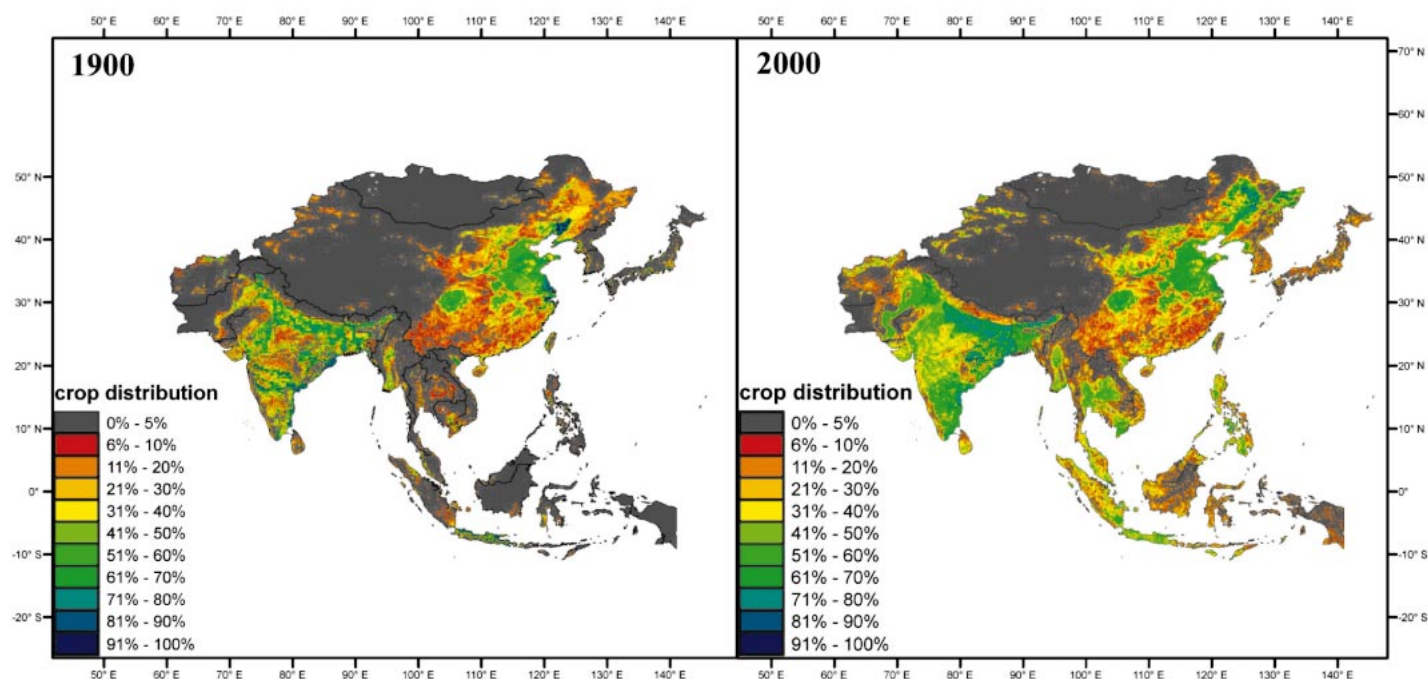 50° E 60° E 70° E 80° E 90° E 100° E 110° E 120° E 130° E 140° E 50° E 60° E 70° E 80° E 90° E 100° E 110° E 120° E 130° E 140° E
1900
2000
50° N
40° N
30° N
20° N
10° N
0°
-10° S
-20° S
70° N
60° N
50° N
40° N
30° N
20° N
10° N
0°
-10° S
-20° S
crop distribution
0% - 5%
6% - 10%
11% - 20%
21% - 30%
31% - 40%
41% - 50%
51% - 60%
61% - 70%
71% - 80%
81% - 90%
91% - 100%
crop distribution
0% - 5%
6% - 10%
11% - 20%
21% - 30%
31% - 40%
41% - 50%
51% - 60%
61% - 70%
71% - 80%
81% - 90%
91% - 100%
50° E 60° E 70° E 80° E 90° E 100° E 110° E 120° E 130° E 140° E 50° E 60° E 70° E 80° E 90° E 100° E 110° E 120° E 130° E 140° E